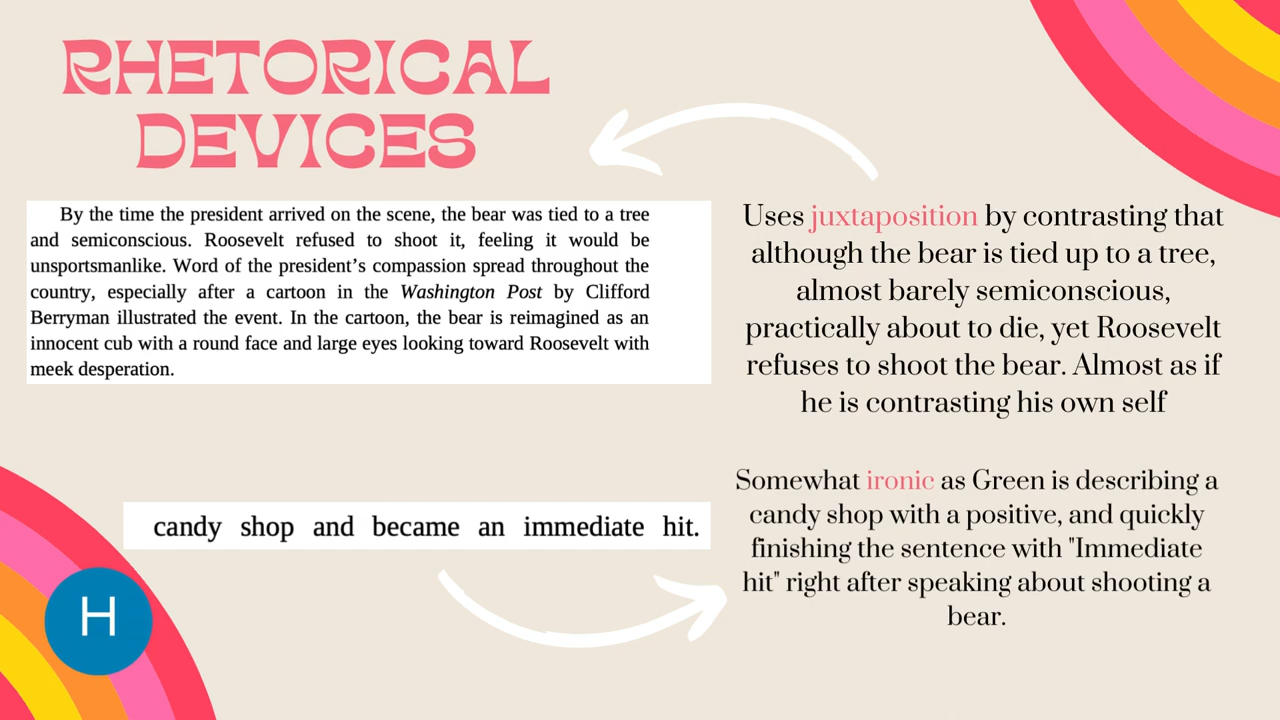 RHETORICAL
DEVICES
By the time the president arrived on the scene, the bear was tied to a tree
and semiconscious. Roosevelt refused to shoot it, feeling it would be
unsportsmanlike. Word of the president’s compassion spread throughout the
country, especially after a cartoon in the Washington Post by Clifford
Berryman illustrated the event. In the cartoon, the bear is reimagined as an
innocent cub with a round face and large eyes looking toward Roosevelt with
meek desperation.
Uses juxtaposition by contrasting that
although the bear is tied up to a tree,
almost barely semiconscious,
practically about to die, yet Roosevelt
refuses to shoot the bear. Almost as if
he is contrasting his own self
candy shop and became an immediate hit.
Somewhat ironic as Green is describing a
candy shop with a positive, and quickly
finishing the sentence with "Immediate
hit" right after speaking about shooting a
bear.
H